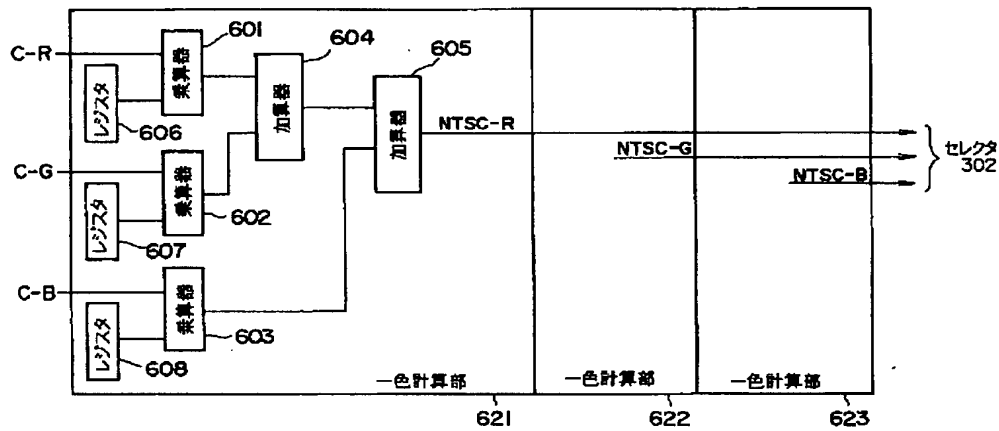 601
604
605
C-R
乗算器
レジスタ
606
加算器
加算器
NTSC-R
NTSC-G
NTSC-B
セレクタ
302
C-G
乗算器
レジスタ
602
607
C-B
乗算器
レジスタ
603
608
一色計算部
一色計算部
一色計算部
621
622
623